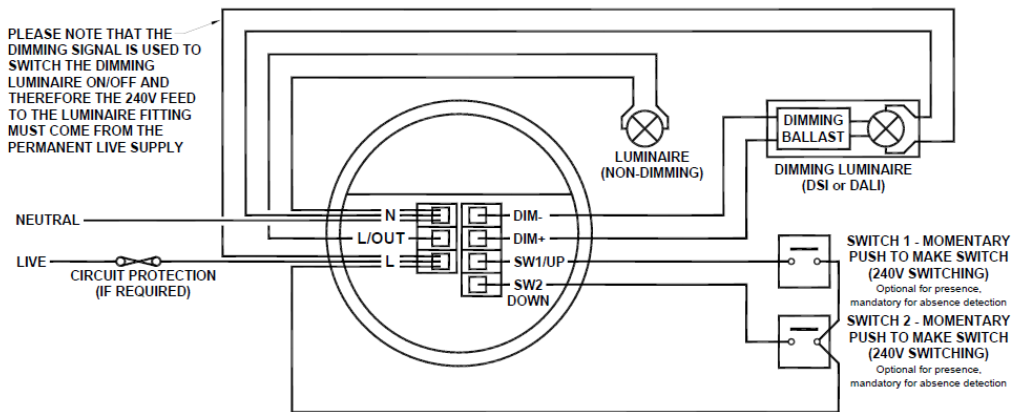 PLEASE NOTE THAT THE
DIMMING SIGNAL IS USED TO
SWITCH THE DIMMING
LUMINAIRE ON/OFF AND
THEREFORE THE 240V FEED
TO THE LUMINAIRE FITTING
MUST COME FROM THE
PERMANENT LIVE SUPPLY
LUMINAIRE
(NON-DIMMING)
DIMMING
BALLAST
DIMMING LUMINAIRE
(DSI or DALI)
NEUTRAL
LIVE
CIRCUIT PROTECTION
(IF REQUIRED)
N
L/OUT
L
DIM-
DIM+
SW1/UP
SW2
DOWN
SWITCH 1 - MOMENTARY
PUSH TO MAKE SWITCH
(240V SWITCHING)
Optional for presence,
mandatory for absence detection
SWITCH 2 - MOMENTARY
PUSH TO MAKE SWITCH
(240V SWITCHING)
Optional for presence,
mandatory for absence detection